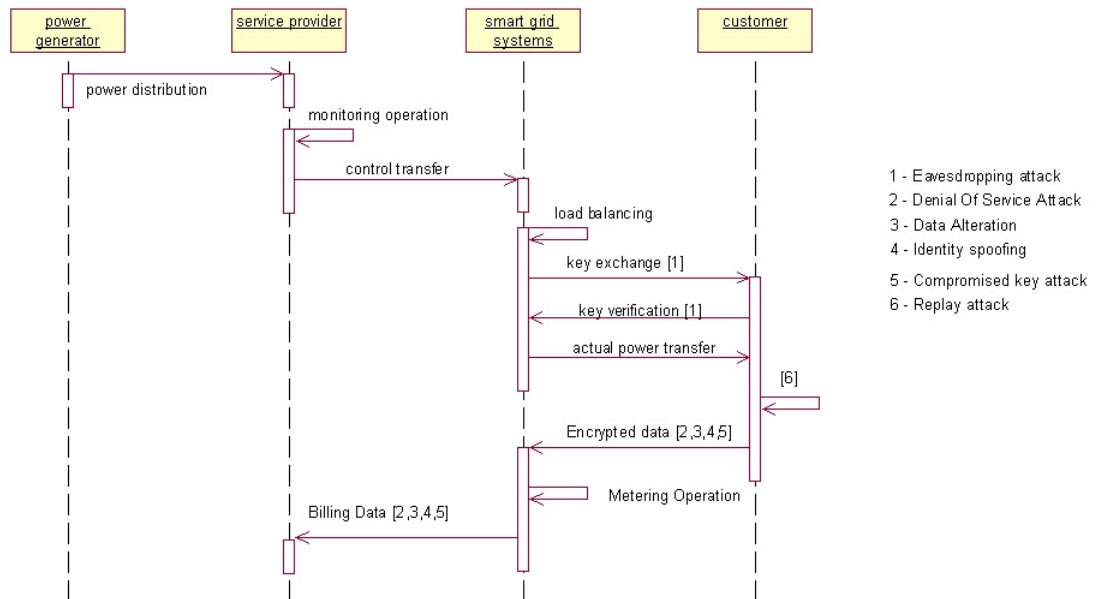 power
generator
service provider
smart grid
systems
customer
power distribution
monitoring operation
control transfer
load balancing
key exchange [1]
key verification [1]
actual power transfer
[6]
Encrypted data [2,3,4,5]
Metering Operation
Billing Data [2,3,4,5]
1 - Eavesdropping attack
2 - Denial Of Service Attack
3 - Data Alteration
4 - Identity spoofing
5 - Compromised key attack
6 - Replay attack